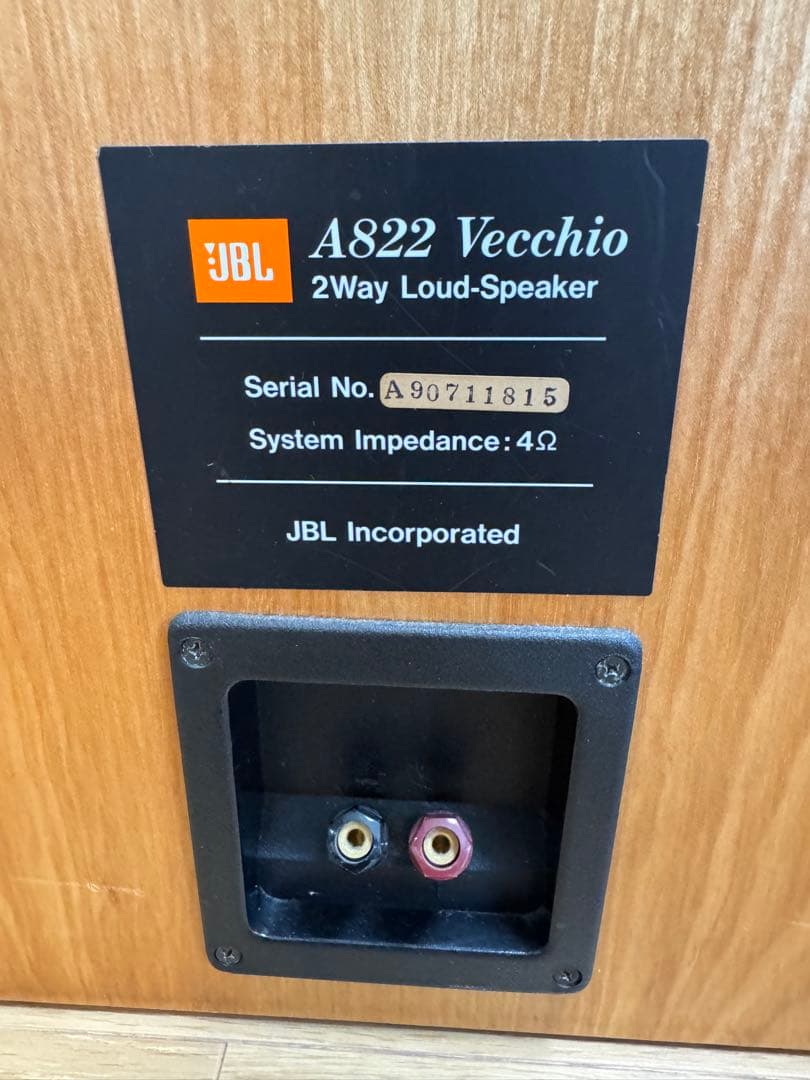 JBL
A822 Vecchio
2Way Loud-Speaker
Serial No. A90711815
System Impedance: 4Ω
JBL Incorporated